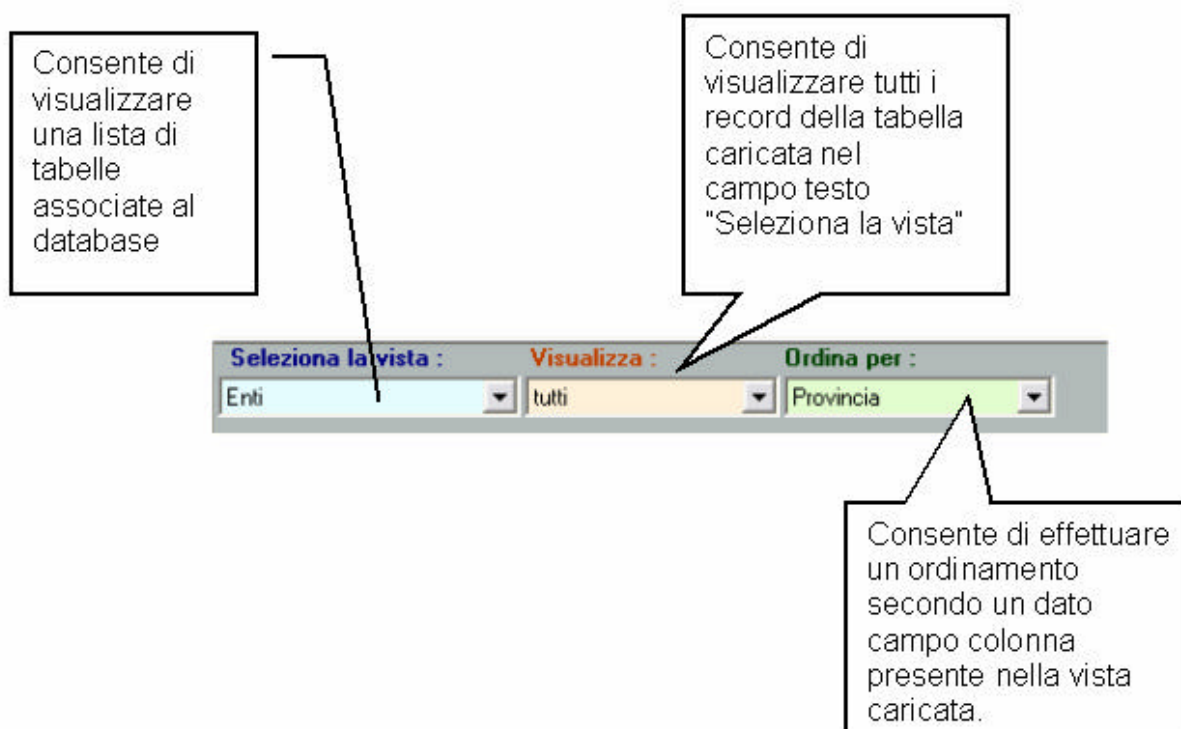 Consente di
visualizzare
una lista di
tabelle
associate al
database
Consente di
visualizzare tutti i
record della tabella
caricata nel
campo testo
"Seleziona la vista"
Seleziona la vista :
Visualizza :
Ordina per :
Enti
tutti
Provincia
Consente di effettuare
un ordinamento
secondo un dato
campo colonna
presente nella vista
caricata.